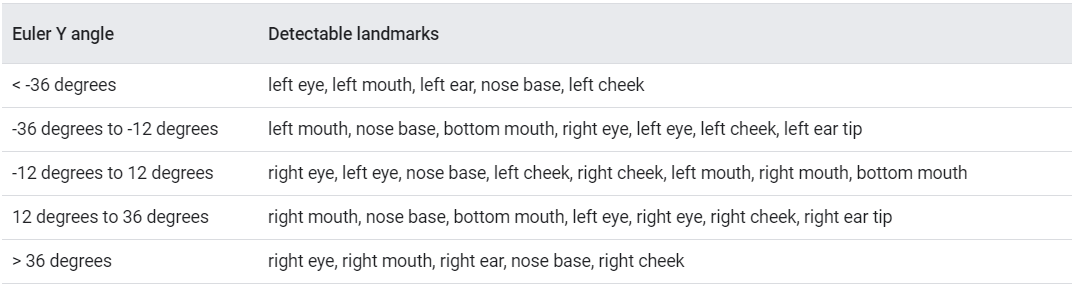 Euler Y angle Detectable landmarks
< -36 degrees left eye, left mouth, left ear, nose base, left cheek
-36 degrees to -12 degrees left mouth, nose base, bottom mouth, right eye, left eye, left cheek, left ear tip
-12 degrees to 12 degrees right eye, left eye, nose base, left cheek, right cheek, left mouth, right mouth, bottom mouth
12 degrees to 36 degrees right mouth, nose base, bottom mouth, left eye, right eye, right cheek, right ear tip
> 36 degrees right eye, right mouth, right ear, nose base, right cheek